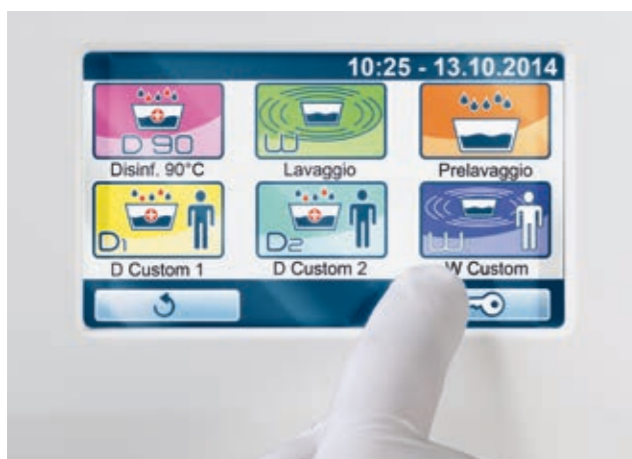 10:25 - 13.10.2014
D 90
W
Disinf. 90°C
Lavaggio
Prelavaggio
D1
D2
W
D Custom 1
D Custom 2
W Custom